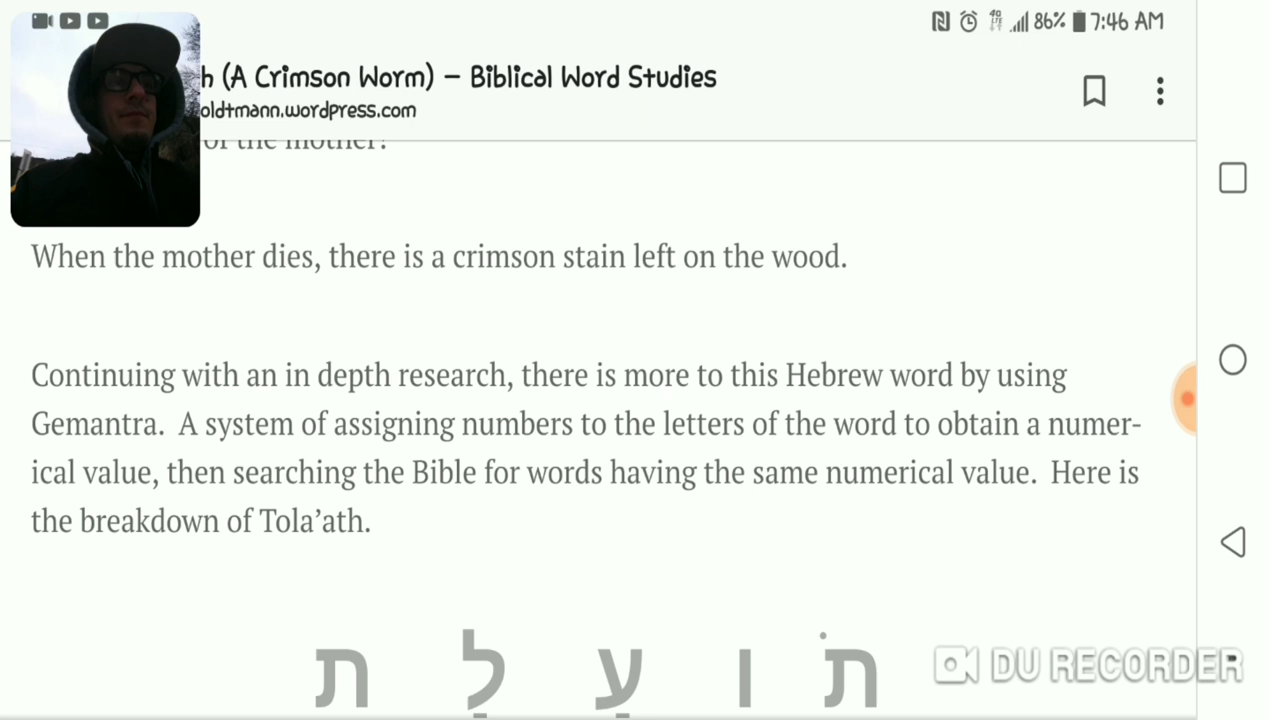 86% 7:46 AM
h (A Crimson Worm) – Biblical Word Studies
oldtmann.wordpress.com
of the mother?
When the mother dies, there is a crimson stain left on the wood.
Continuing with an in depth research, there is more to this Hebrew word by using
Gemantra. A system of assigning numbers to the letters of the word to obtain a numer-
ical value, then searching the Bible for words having the same numerical value. Here is
the breakdown of Tola’ath.
תֹ ו עַ לָ ת
DU RECORDER